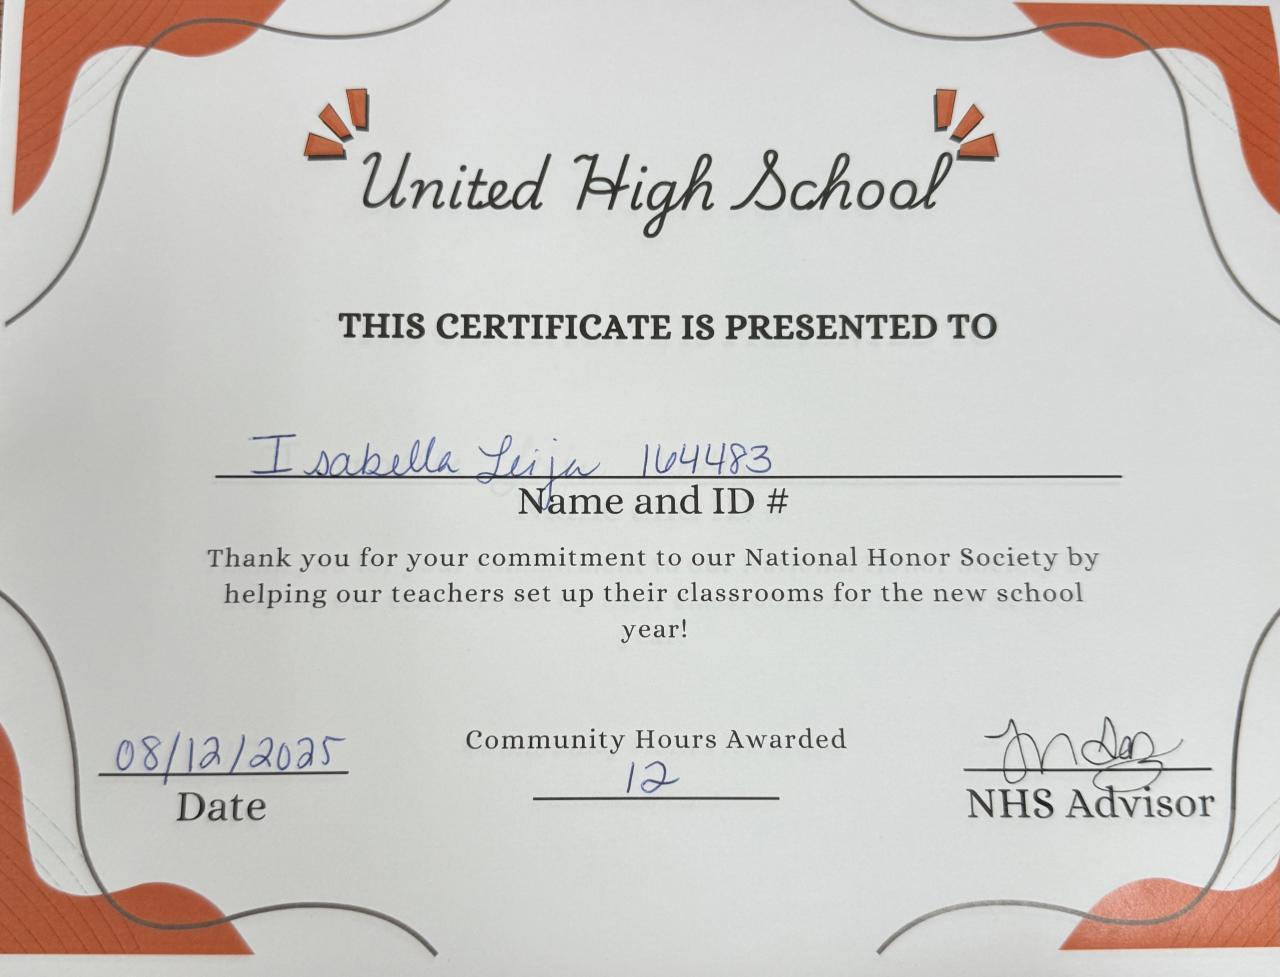 United High School
THIS CERTIFICATE IS PRESENTED TO
Isabella Leija 164483
Name and ID #
Thank you for your commitment to our National Honor Society by
helping our teachers set up their classrooms for the new school
year!
08/12/2025
Date
Community Hours Awarded
12
NHS Advisor